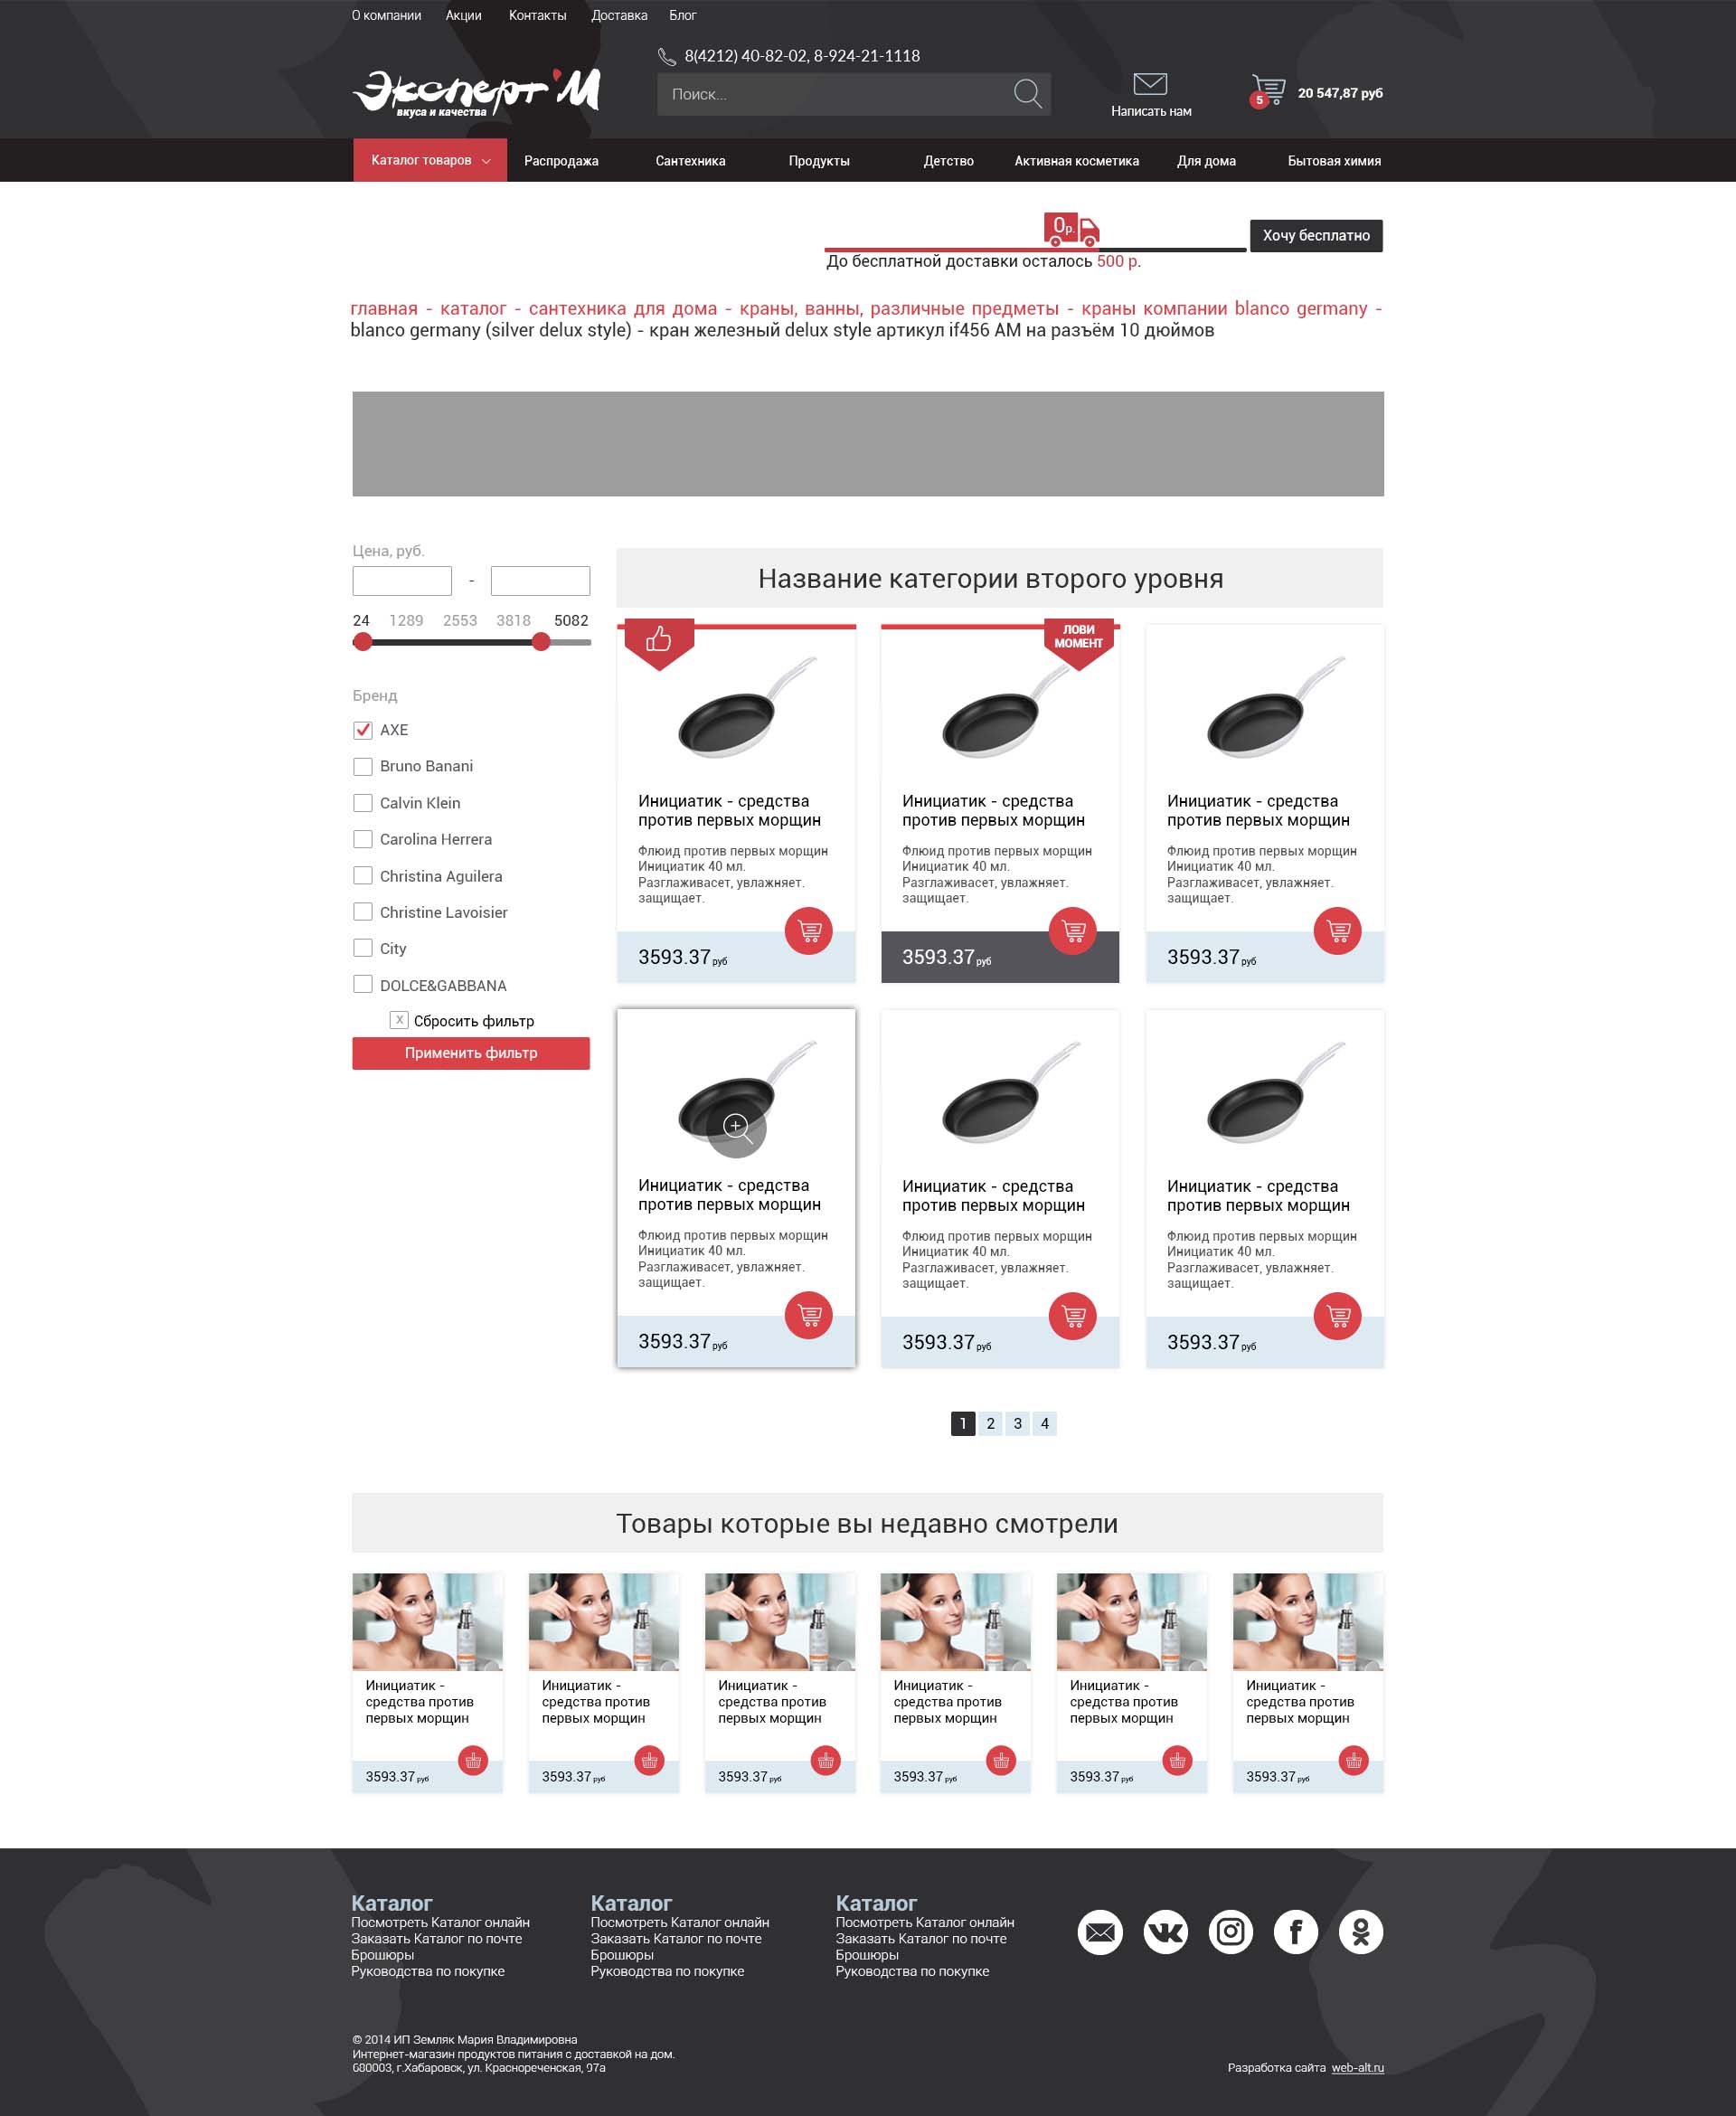 О компании Акции Контакты Доставка Блог
8(4212) 40-82-02, 8-924-21-1118
Эксперт'М
вкуса и качества
Поиск...
Написать нам
5
20 547,87 руб
Каталог товаров Распродажа Сантехника Продукты Детство Активная косметика Для дома Бытовая химия
0р.
Хочу бесплатно
До бесплатной доставки осталось 500 р.
главная - каталог - сантехника для дома - краны, ванны, различные предметы - краны компании blanco germany -
blanco germany (silver delux style) - кран железный delux style артикул if456 AM на разъём 10 дюймов
Цена, руб.
-
24 1289 2553 3818 5082
Бренд
AXE
Bruno Banani
Calvin Klein
Carolina Herrera
Christina Aguilera
Christine Lavoisier
City
DOLCE&GABBANA
X Сбросить фильтр
Применить фильтр
Название категории второго уровня
Инициатик - средства
против первых морщин
Флюид против первых морщин
Инициатик 40 мл.
Разглаживасет, увлажняет.
защищает.
3593.37 руб
ЛОВИ
МОМЕНТ
Инициатик - средства
против первых морщин
Флюид против первых морщин
Инициатик 40 мл.
Разглаживасет, увлажняет.
защищает.
3593.37 руб
Инициатик - средства
против первых морщин
Флюид против первых морщин
Инициатик 40 мл.
Разглаживасет, увлажняет.
защищает.
3593.37 руб
Инициатик - средства
против первых морщин
Флюид против первых морщин
Инициатик 40 мл.
Разглаживасет, увлажняет.
защищает.
3593.37 руб
Инициатик - средства
против первых морщин
Флюид против первых морщин
Инициатик 40 мл.
Разглаживасет, увлажняет.
защищает.
3593.37 руб
Инициатик - средства
против первых морщин
Флюид против первых морщин
Инициатик 40 мл.
Разглаживасет, увлажняет.
защищает.
3593.37 руб
1 2 3 4
Товары которые вы недавно смотрели
Инициатик -
средства против
первых морщин
3593.37 руб
Инициатик -
средства против
первых морщин
3593.37 руб
Инициатик -
средства против
первых морщин
3593.37 руб
Инициатик -
средства против
первых морщин
3593.37 руб
Инициатик -
средства против
первых морщин
3593.37 руб
Инициатик -
средства против
первых морщин
3593.37 руб
Каталог
Посмотреть Каталог онлайн
Заказать Каталог по почте
Брошюры
Руководства по покупке
Каталог
Посмотреть Каталог онлайн
Заказать Каталог по почте
Брошюры
Руководства по покупке
Каталог
Посмотреть Каталог онлайн
Заказать Каталог по почте
Брошюры
Руководства по покупке
© 2014 ИП Земляк Мария Владимировна
Интернет-магазин продуктов питания с доставкой на дом.
680003, г.Хабаровск, ул. Краснореченская, 97а
Разработка сайта web-alt.ru